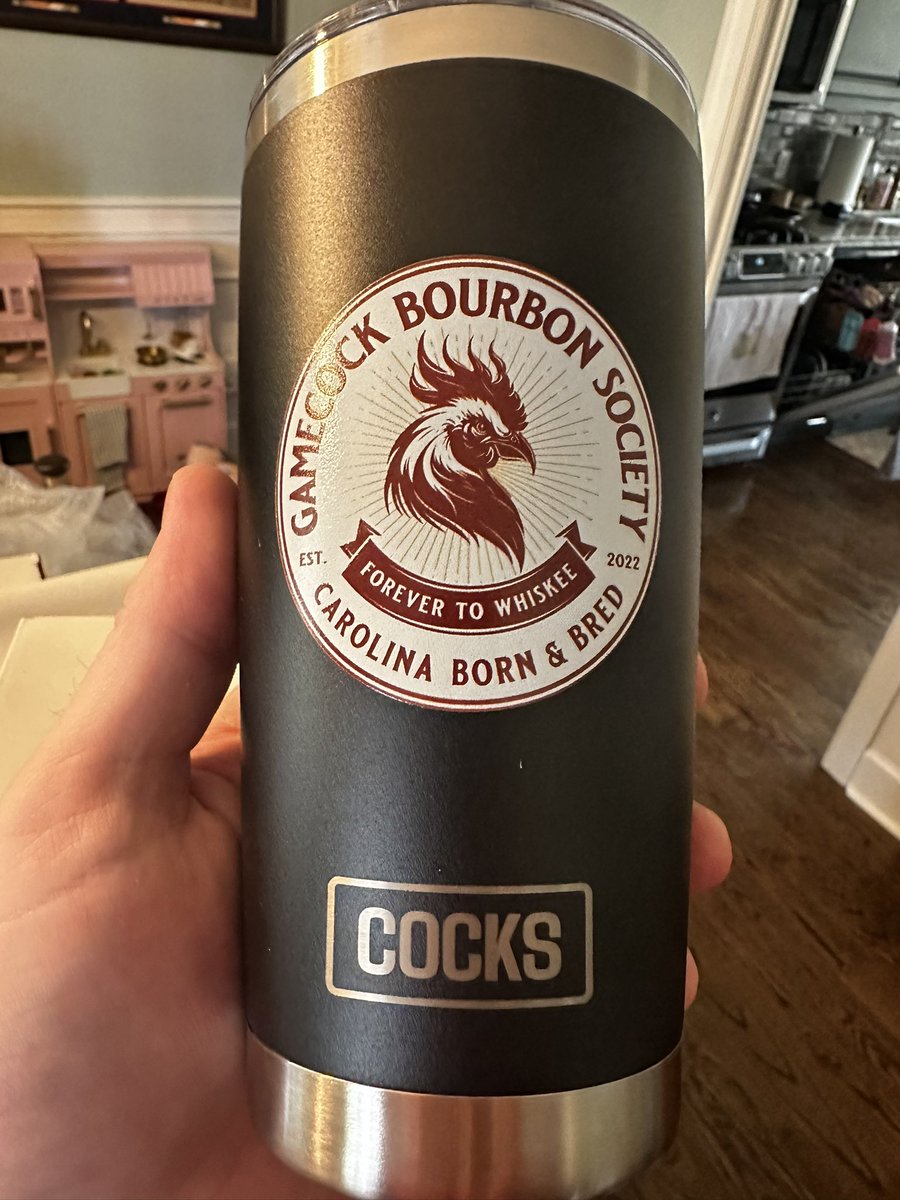 GAMECOCK BOURBON SOCIETY
EST. 2022
FOREVER TO WHISKEE
CAROLINA BORN & BRED
COCKS